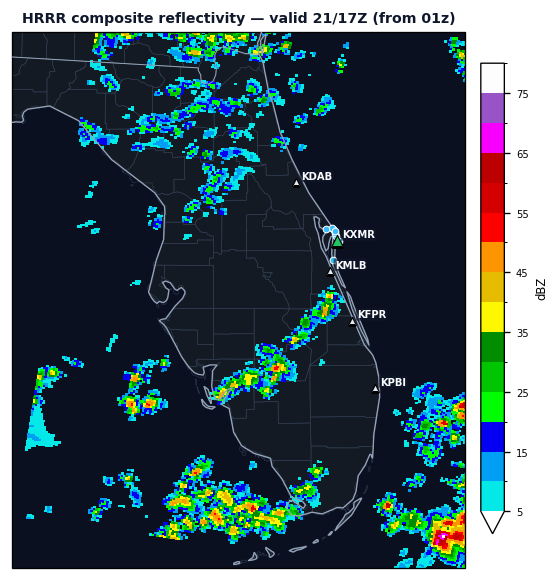 HRRR composite reflectivity — valid 21/17Z (from 01z)
KDAB
KXMR
KMLB
KFPR
KPBI
75
65
55
45
35
25
15
5
dBZ